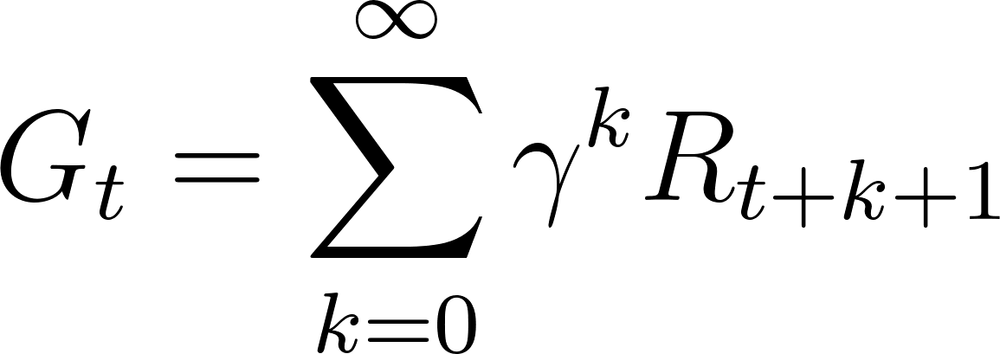 G_t = \sum_{k=0}^{\infty} \gamma^k R_{t+k+1}